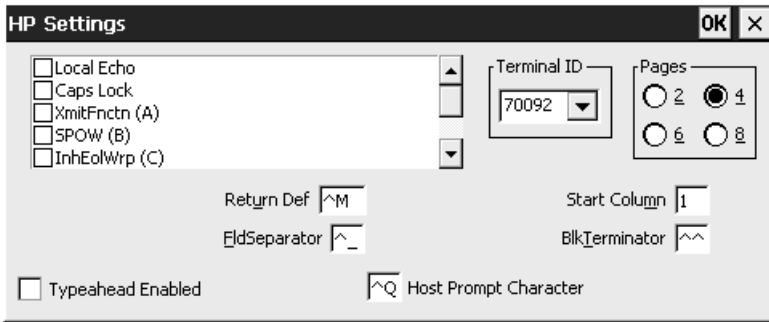 HP Settings OK ×
Local Echo
Caps Lock
XmitFnctn (A)
SPOW (B)
InhEolWrp (C)
Terminal ID
70092
Pages
2 4
6 8
Return Def ^M Start Column 1
FldSeparator ^_ BlkTerminator ^^
Typeahead Enabled ^Q Host Prompt Character